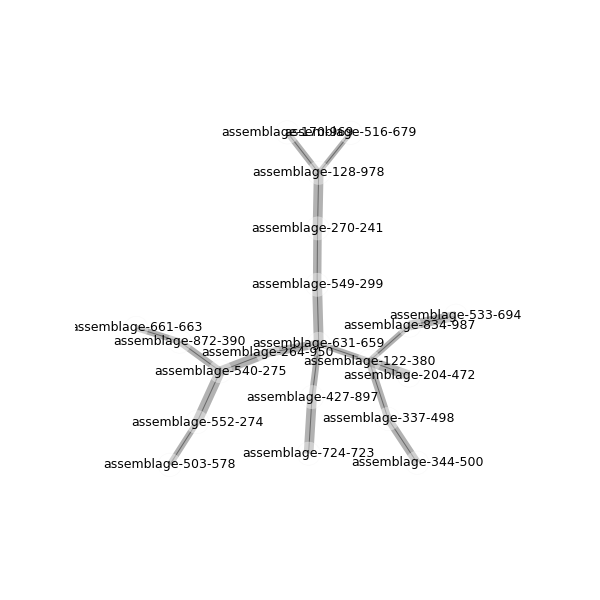 assemblage-170-969
assemblage-516-679
assemblage-128-978
assemblage-270-241
assemblage-549-299
assemblage-533-694
assemblage-834-987
assemblage-661-663
assemblage-872-390
assemblage-631-659
assemblage-264-950
assemblage-122-380
assemblage-540-275
assemblage-204-472
assemblage-427-897
assemblage-337-498
assemblage-552-274
assemblage-724-723
assemblage-344-500
assemblage-503-578